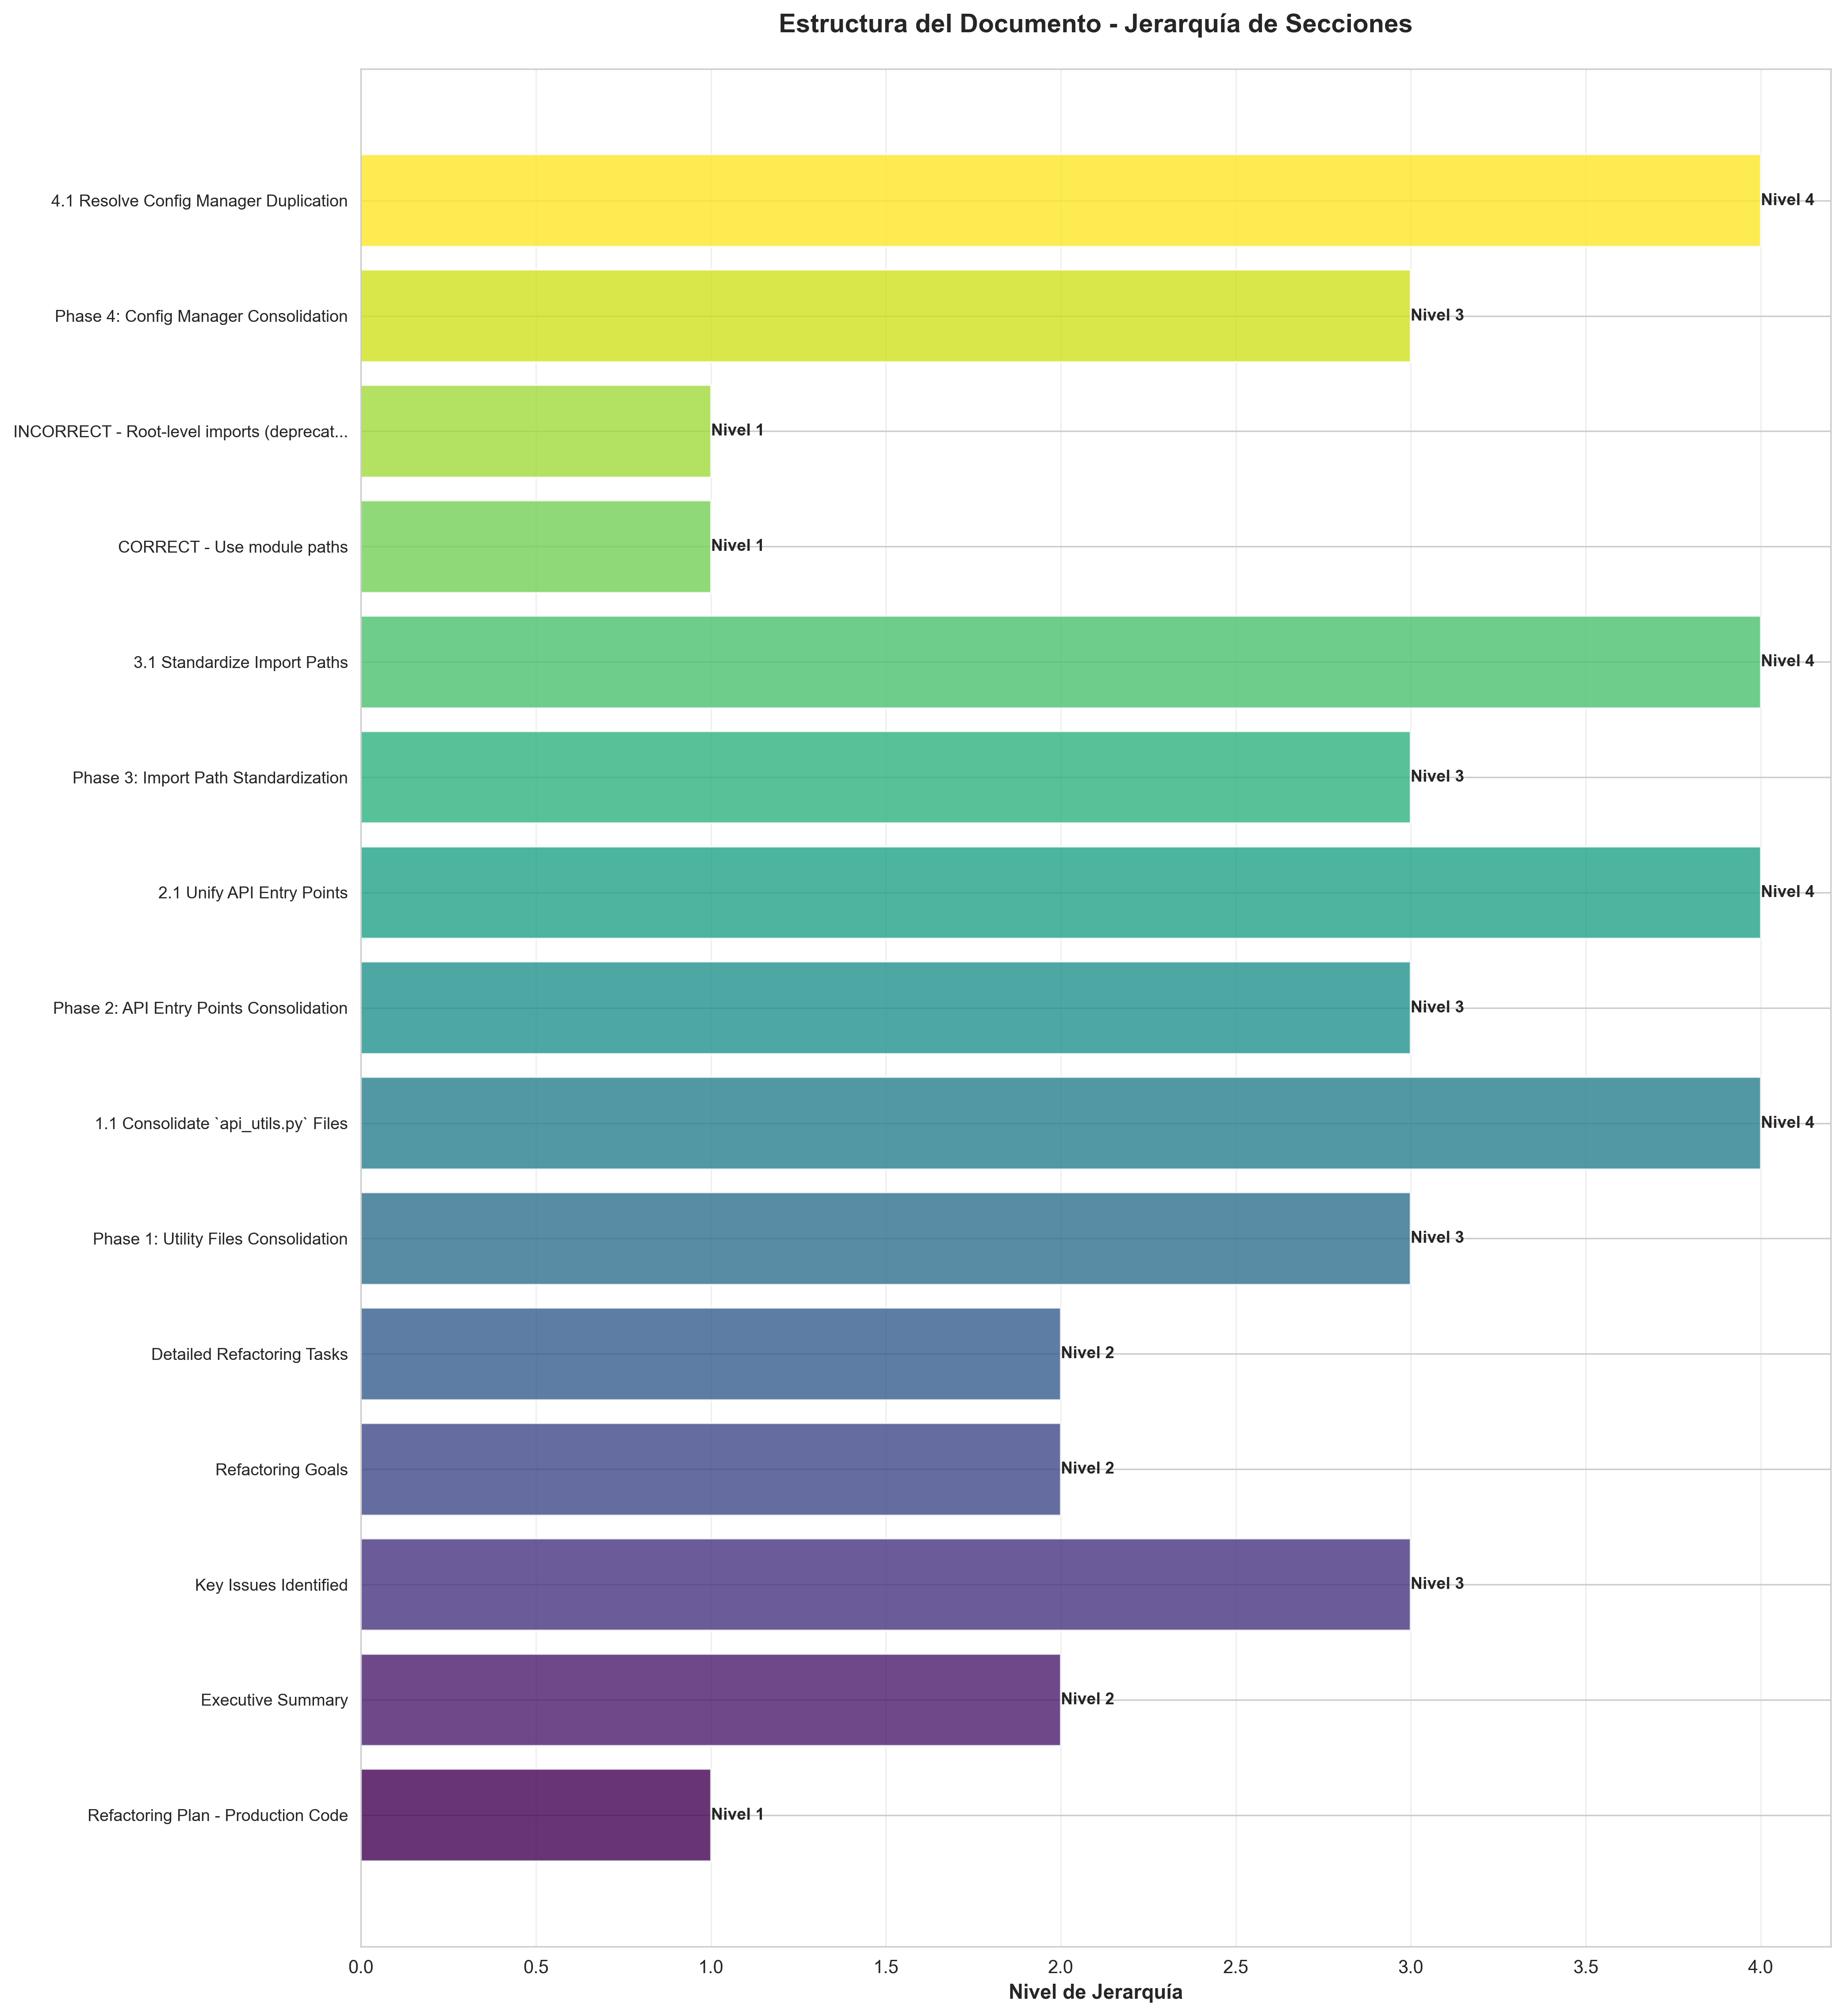 Estructura del Documento - Jerarquía de Secciones
4.1 Resolve Config Manager Duplication
Nivel 4
Phase 4: Config Manager Consolidation
Nivel 3
INCORRECT - Root-level imports (deprecat...
Nivel 1
CORRECT - Use module paths
Nivel 1
3.1 Standardize Import Paths
Nivel 4
Phase 3: Import Path Standardization
Nivel 3
2.1 Unify API Entry Points
Nivel 4
Phase 2: API Entry Points Consolidation
Nivel 3
1.1 Consolidate `api_utils.py` Files
Nivel 4
Phase 1: Utility Files Consolidation
Nivel 3
Detailed Refactoring Tasks
Nivel 2
Refactoring Goals
Nivel 2
Key Issues Identified
Nivel 3
Executive Summary
Nivel 2
Refactoring Plan - Production Code
Nivel 1
0.0 0.5 1.0 1.5 2.0 2.5 3.0 3.5 4.0
Nivel de Jerarquía